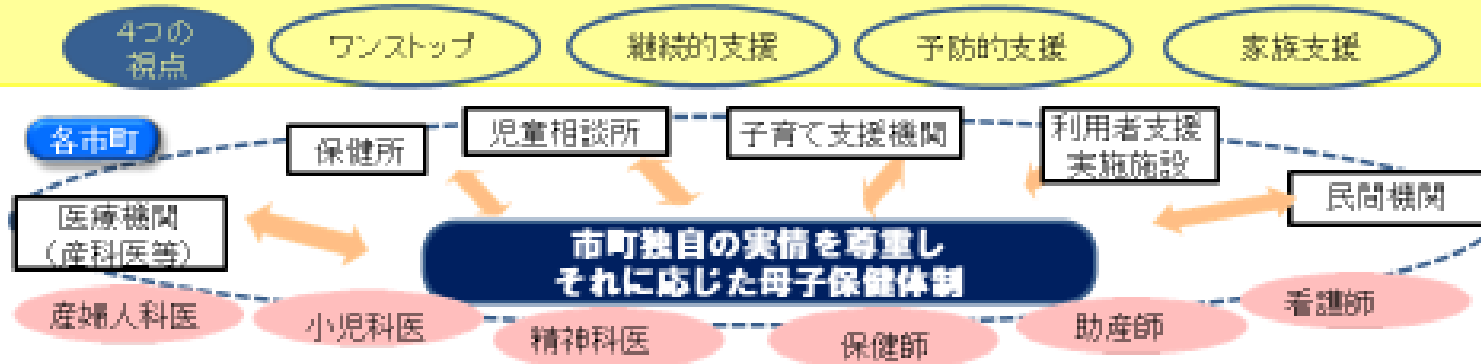 4つの
視点
ワンストップ
継続的支援
予防的支援
家族支援
各市町
保健所
児童相談所
子育て支援機関
利用者支援
実施施設
民間機関
医療機関
(産科医等)
市町独自の実情を尊重し
それに応じた母子保健体制
産婦人科医
小児科医
精神科医
保健師
助産師
看護師